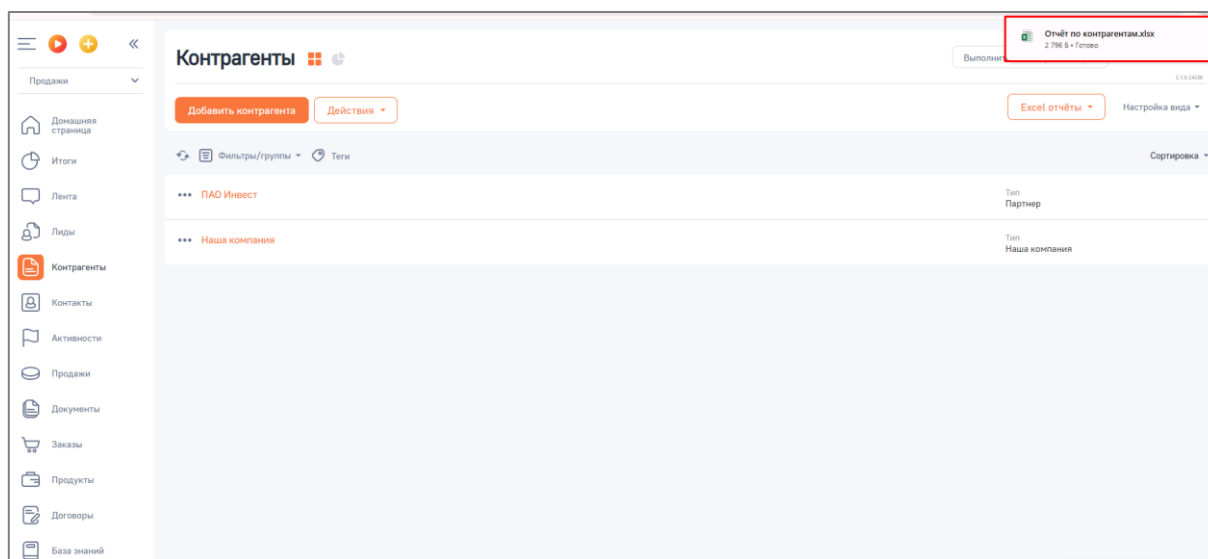 Отчёт по контрагентам.xlsx
2 796 Б • Готово
Контрагенты
Продажи
Добавить контрагента
Действия
Excel отчёты
Настройка вида
Фильтры/группы
Теги
Сортировка
Домашняя
страница
Итоги
Лента
Лиды
Контрагенты
Контакты
Активности
Продажи
Документы
Заказы
Продукты
Договоры
База знаний
ПАО Инвест
Тип
Партнер
Наша компания
Тип
Наша компания